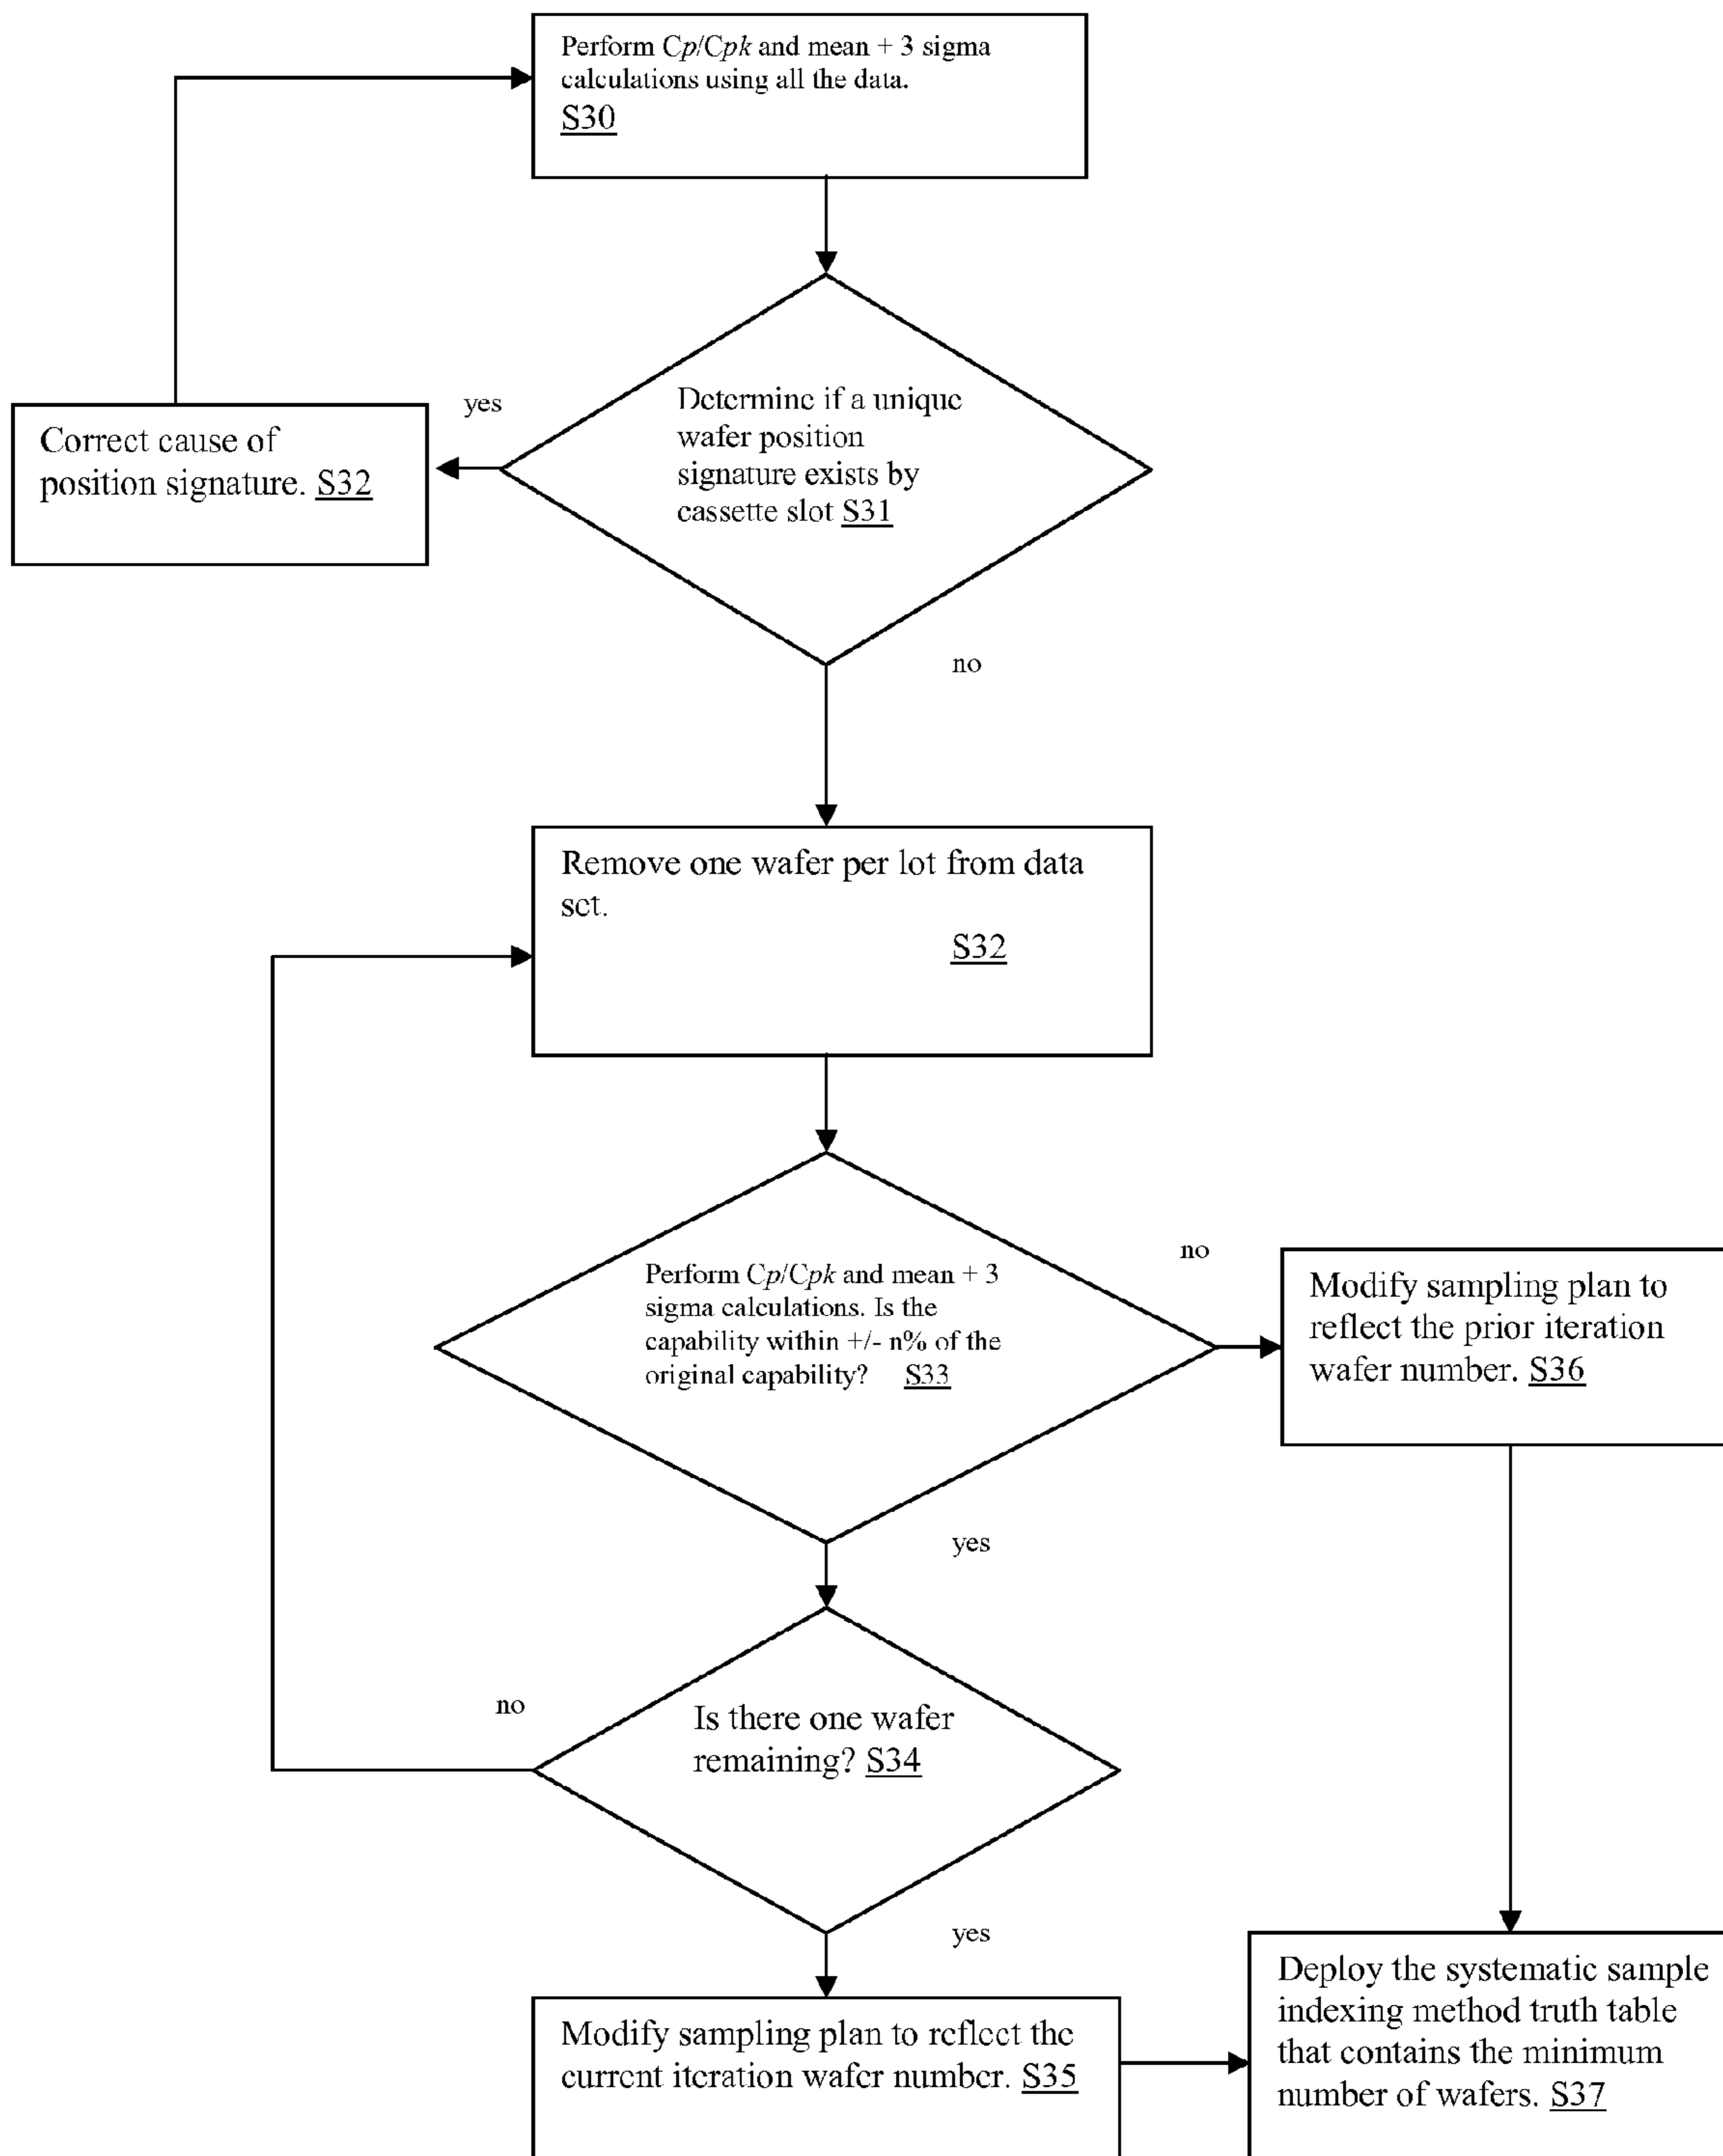 Perform Cp/Cpk and mean + 3 sigma
calculations using all the data.
S30
yes
Correct cause of
position signature. S32
Determine if a unique
wafer position
signature exists by
cassette slot S31
no
Remove one wafer per lot from data
set.
S32
Perform Cp/Cpk and mean + 3
sigma calculations. Is the
capability within +/- n% of the
original capability? S33
no
Modify sampling plan to
reflect the prior iteration
wafer number. S36
yes
no
Is there one wafer
remaining? S34
yes
Modify sampling plan to reflect the
current iteration wafer number. S35
Deploy the systematic sample
indexing method truth table
that contains the minimum
number of wafers. S37